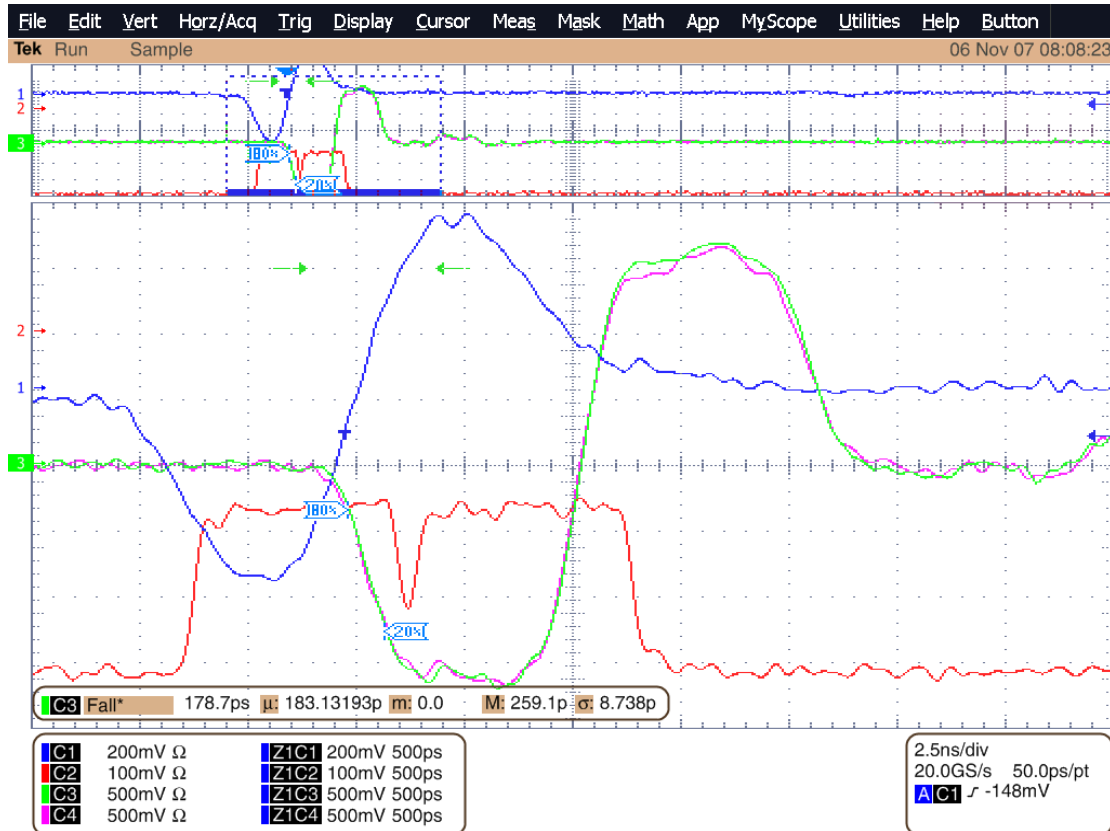 File Edit Vert Horz/Acq Trig Display Cursor Meas Mask Math App MyScope Utilities Help Button
Tek Run Sample 06 Nov 07 08:08:23
1
2
3
80%
20%
2
1
3
80%
20%
C3 Fall* 178.7ps µ: 183.13193p m: 0.0 M: 259.1p σ: 8.738p
C1 200mV Ω Z1C1 200mV 500ps
C2 100mV Ω Z1C2 100mV 500ps
C3 500mV Ω Z1C3 500mV 500ps
C4 500mV Ω Z1C4 500mV 500ps
2.5ns/div
20.0GS/s 50.0ps/pt
A C1 -148mV